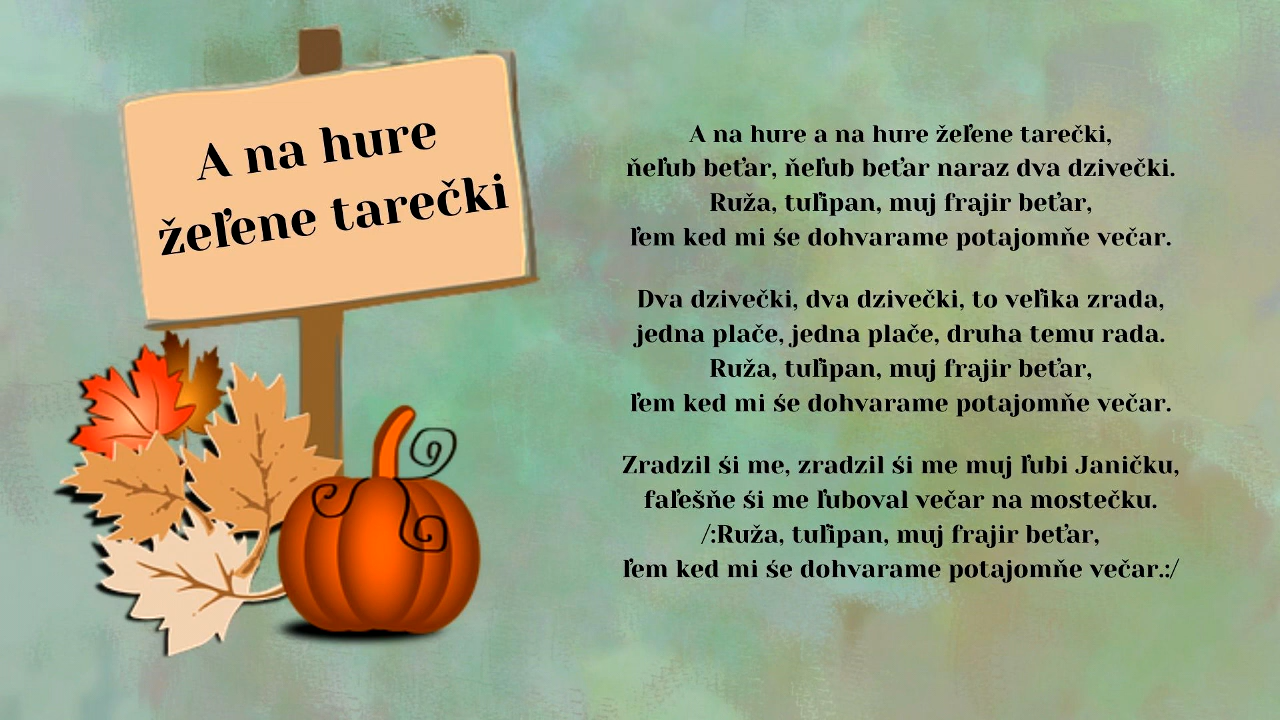 A na hure
žeľene tarečki
A na hure a na hure žeľene tarečki,
ňeľub beťar, ňeľub beťar naraz dva dzivečki.
Ruža, tuľipan, muj frajir beťar,
ľem ked mi śe dohvarame potajomňe večar.
Dva dzivečki, dva dzivečki, to veľika zrada,
jedna plače, jedna plače, druha temu rada.
Ruža, tuľipan, muj frajir beťar,
ľem ked mi śe dohvarame potajomňe večar.
Zradzil śi me, zradzil śi me muj ľubi Janičku,
faľešňe śi me ľuboval večar na mostečku.
/:Ruža, tuľipan, muj frajir beťar,
ľem ked mi śe dohvarame potajomňe večar.:/